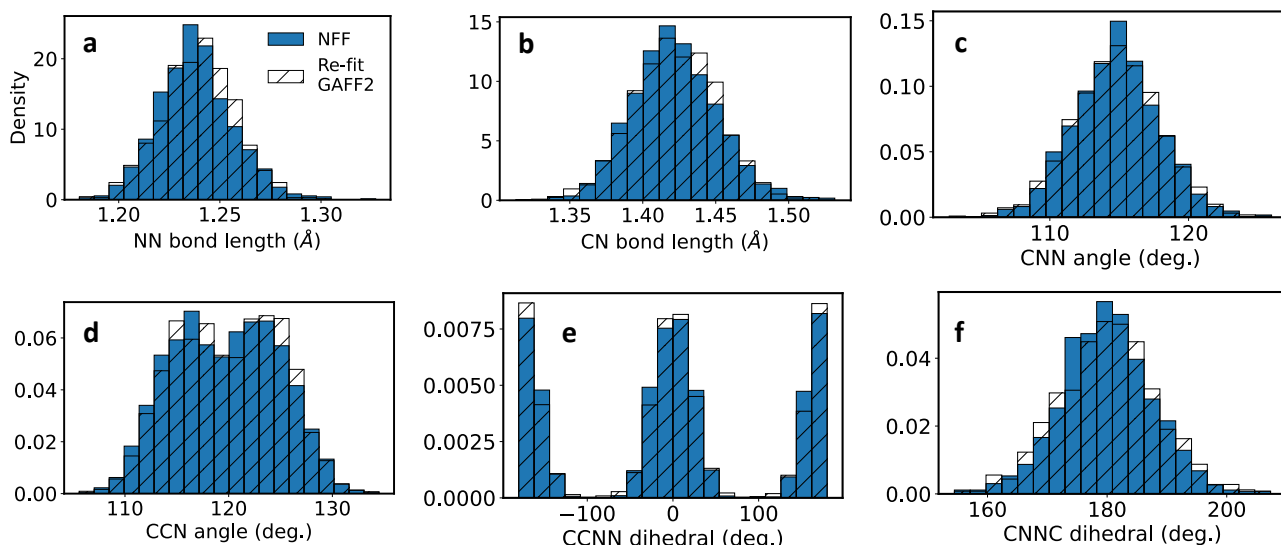 a
NFF
Re-fit
GAFF2
Density
20
10
0
1.20
1.25
1.30
NN bond length (Å)
b
15
10
5
0
1.35
1.40
1.45
1.50
CN bond length (Å)
c
0.15
0.10
0.05
0.00
110
120
CNN angle (deg.)
d
0.06
0.04
0.02
0.00
110
120
130
CCN angle (deg.)
e
0.0075
0.0050
0.0025
0.0000
−100
0
100
CCNN dihedral (deg.)
f
0.04
0.02
0.00
160
180
200
CNNC dihedral (deg.)